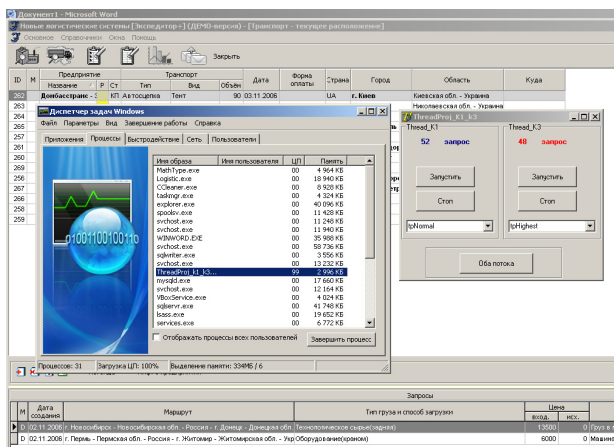 Документ1 - Microsoft Word
Новые логистические системы [Экспедитор+] (ДЕМО-версия) - [Транспорт - текущее расположение]
Основное Справочники Окна Помощь
Закрыть
ID М Предприятие Транспорт Дата Форма оплаты Страна Город Область Куда
Название Р Ст Тип Вид Объём
262 Донбасстранс - КП Автосцепка Тент 90 03.11.2006 UA г. Киев Киевская обл. - Украина
263 Николаевская обл. - Украина
264
257
261
260
256
266
258
259
Диспетчер задач Windows
Файл Параметры Вид Завершение работы Справка
Приложения Процессы Быстродействие Сеть Пользователи
Имя образа Имя пользователя ЦП Память
MathType.exe 00 4 964 КБ
Logistic.exe 00 18 940 КБ
CCleaner.exe 00 8 928 КБ
taskmgr.exe 00 4 324 КБ
explorer.exe 00 40 096 КБ
spoolsv.exe 00 11 428 КБ
svchost.exe 00 11 248 КБ
svchost.exe 00 11 940 КБ
WINWORD.EXE 00 35 988 КБ
svchost.exe 00 58 736 КБ
sqlwriter.exe 00 3 556 КБ
svchost.exe 00 13 232 КБ
ThreadProj_k1_k3... 99 2 996 КБ
mysqld.exe 00 17 660 КБ
svchost.exe 00 12 164 КБ
VBoxService.exe 00 4 024 КБ
sqlservr.exe 00 41 748 КБ
lsass.exe 00 19 652 КБ
services.exe 00 6 772 КБ
Отображать процессы всех пользователей Завершить процесс
Процессов: 31 Загрузка ЦП: 100% Выделение памяти: 334МБ / 6
ThreadProj_K1_k3
Thread_K1 Thread_K3
52 запрос 48 запрос
Запустить Запустить
Стоп Стоп
tpNormal tpHighest
Оба потока
Запросы
М Дата создания Маршрут Тип груза и способ загрузки Цена
вход. исх.
D 02.11.2006 г. Новосибирск - Новосибирская обл. - Россия - г. Донецк - Донецкая обл. Технологическое сырье(задняя) 13500 0 Груз в
D 02.11.2006 г. Пермь - Пермская обл. - Россия - г. Житомир - Житомирская обл. - Укр Оборудование(краном) 6000 0